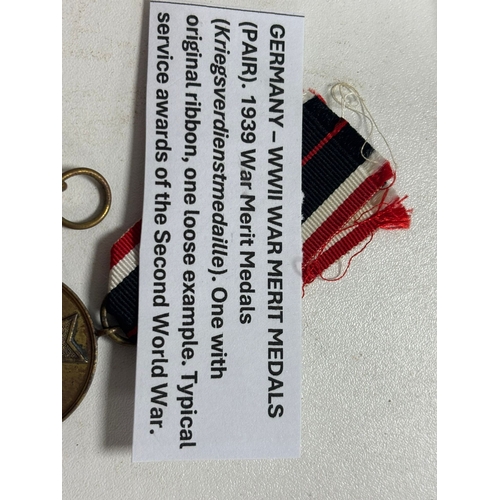 GERMANY – WWII WAR MERIT MEDALS
(PAIR). 1939 War Merit Medals
(Kriegsverdienstmedaille). One with
original ribbon, one loose example. Typical
service awards of the Second World War.